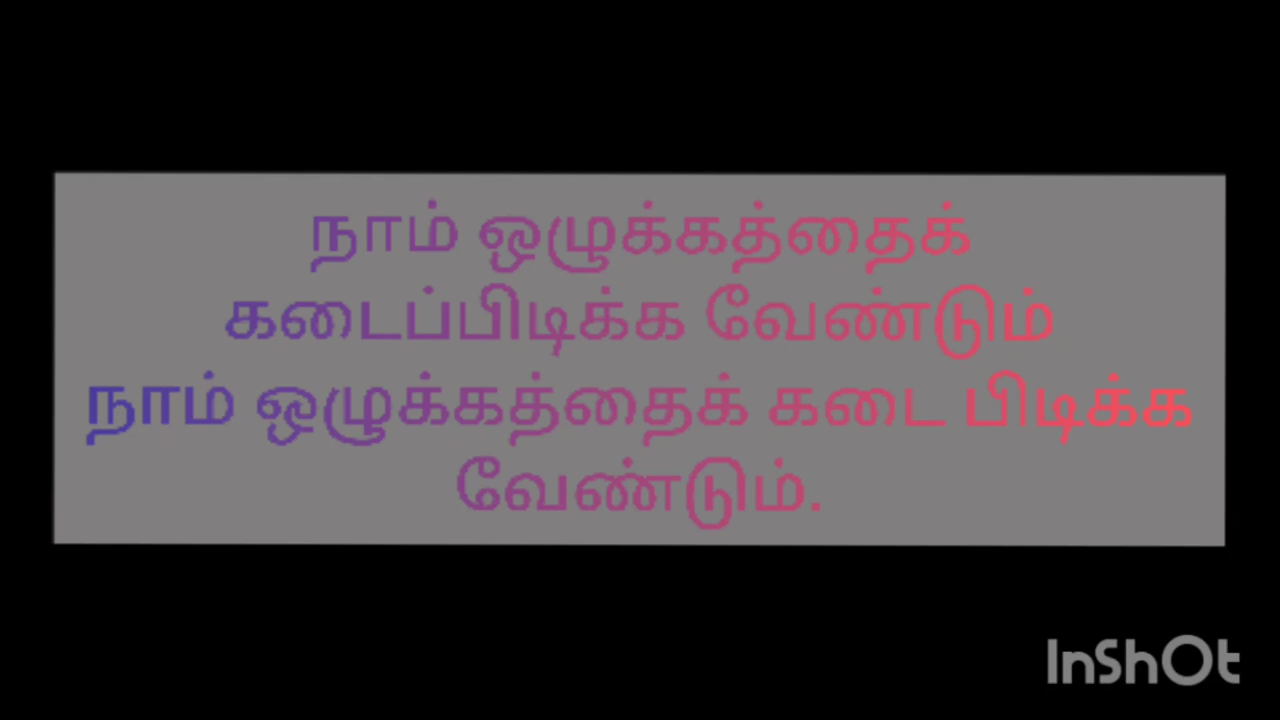 நாம் ஒழுக்கத்தைக்
கடைப்பிடிக்க வேண்டும்
நாம் ஒழுக்கத்தைக் கடை பிடிக்க
வேண்டும்.
InShOt